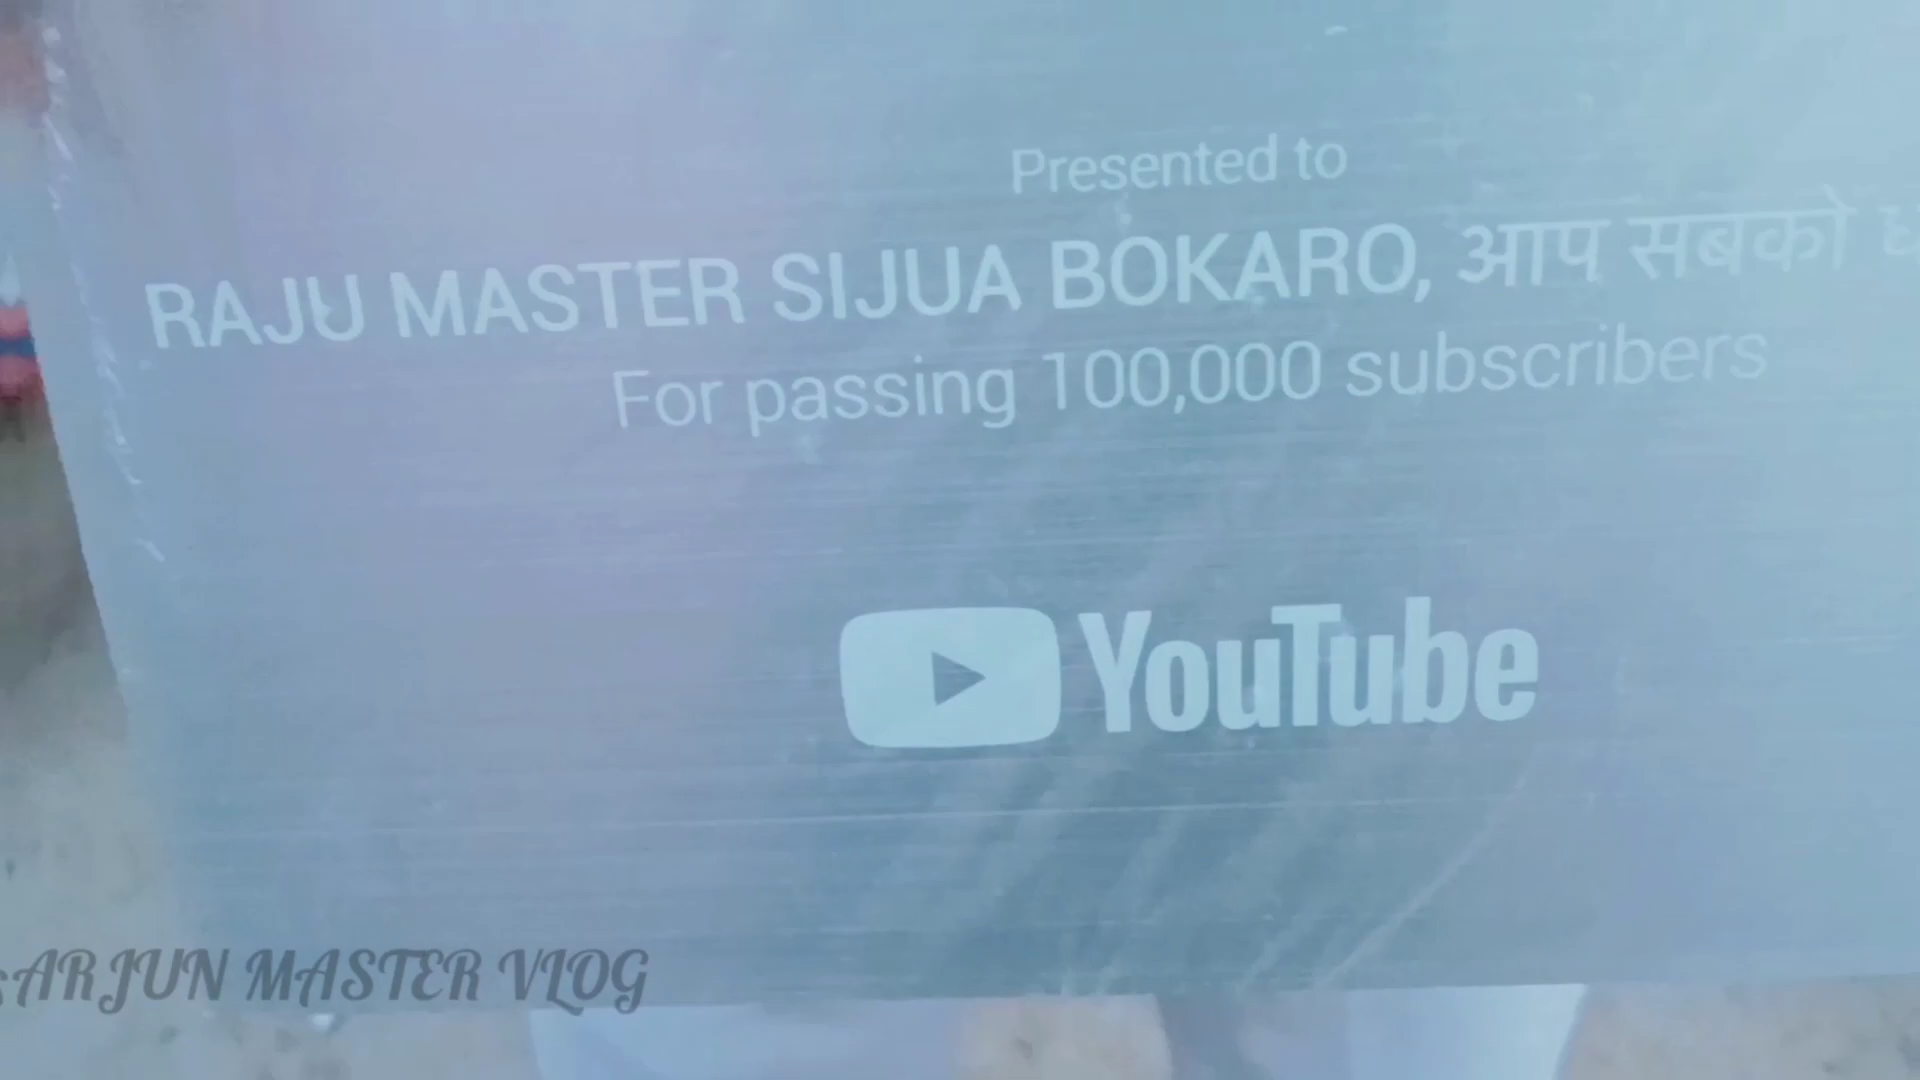 Presented to
RAJU MASTER SIJUA BOKARO, आप सबको
For passing 100,000 subscribers
YouTube
ARJUN MASTER VLOG